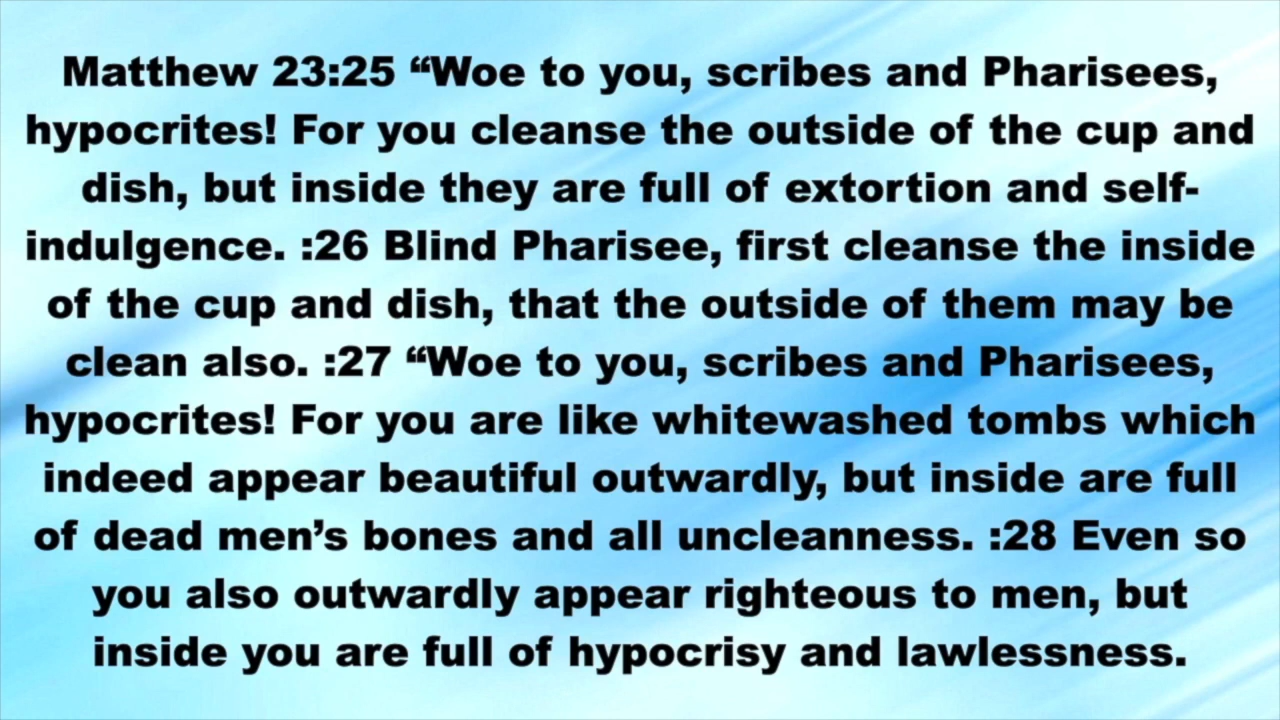 Matthew 23:25 “Woe to you, scribes and Pharisees,
hypocrites! For you cleanse the outside of the cup and
dish, but inside they are full of extortion and self-
indulgence. :26 Blind Pharisee, first cleanse the inside
of the cup and dish, that the outside of them may be
clean also. :27 “Woe to you, scribes and Pharisees,
hypocrites! For you are like whitewashed tombs which
indeed appear beautiful outwardly, but inside are full
of dead men’s bones and all uncleanness. :28 Even so
you also outwardly appear righteous to men, but
inside you are full of hypocrisy and lawlessness.